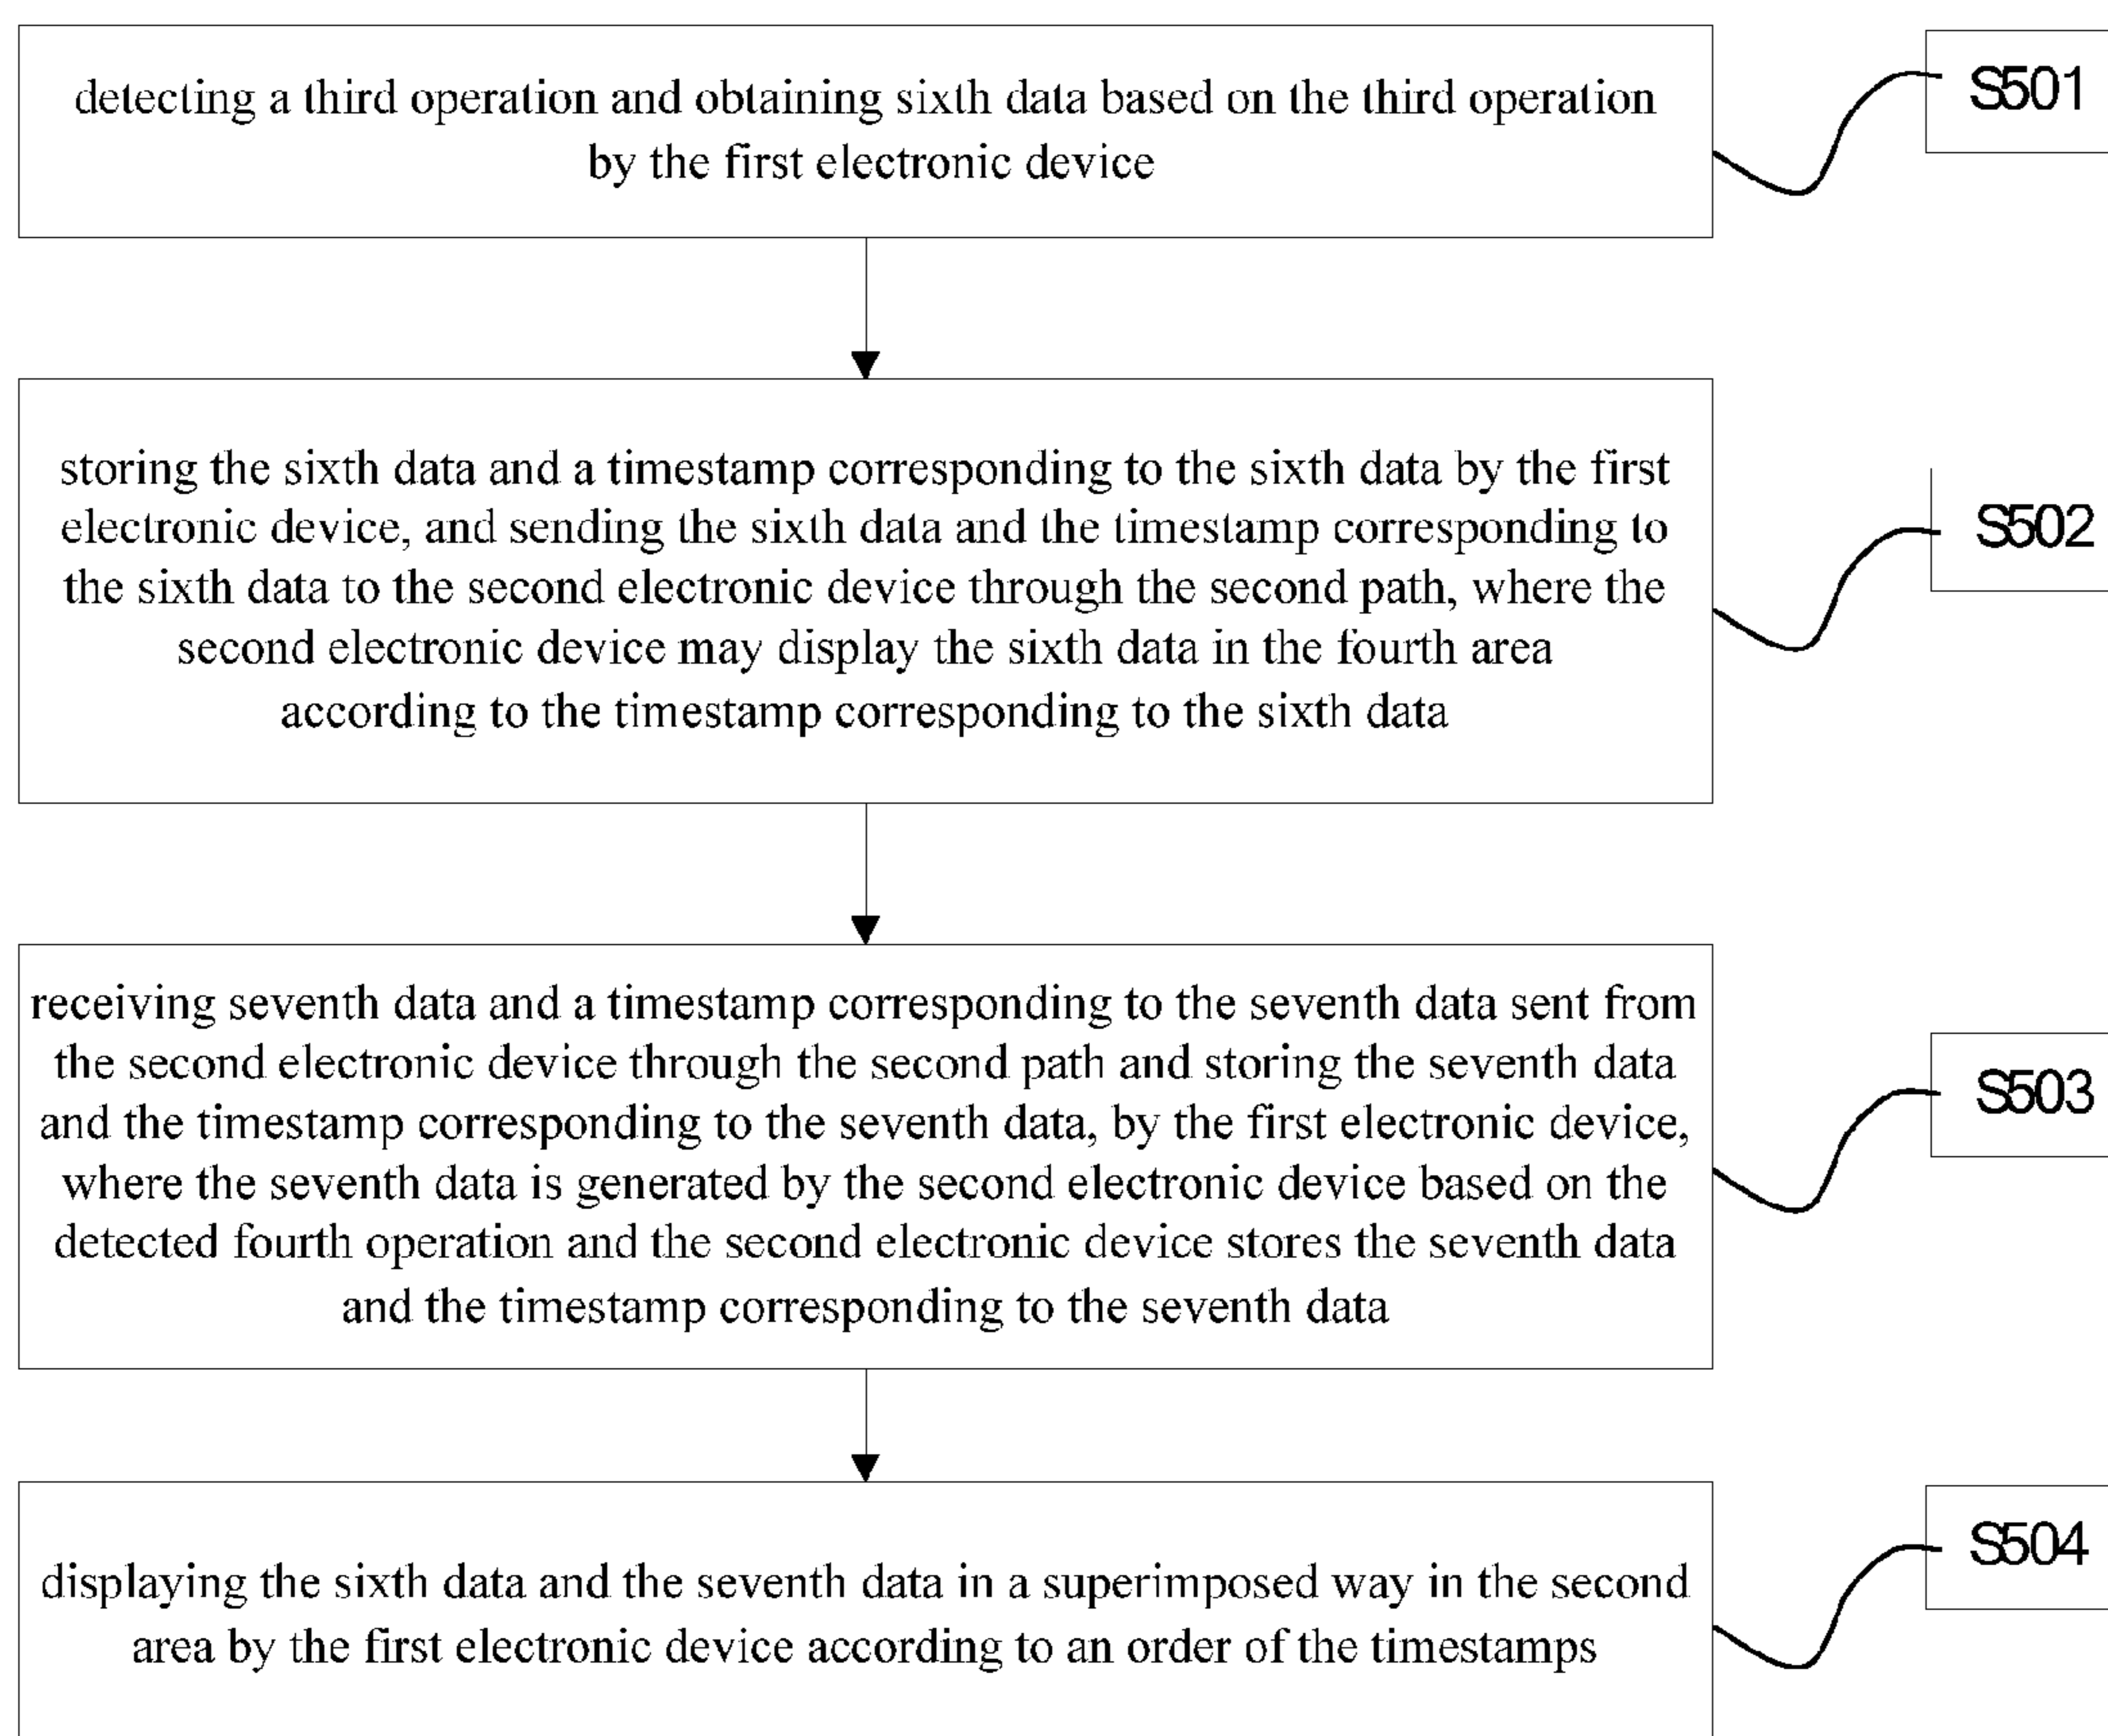 detecting a third operation and obtaining sixth data based on the third operation
by the first electronic device
S501
storing the sixth data and a timestamp corresponding to the sixth data by the first
electronic device, and sending the sixth data and the timestamp corresponding to
the sixth data to the second electronic device through the second path, where the
second electronic device may display the sixth data in the fourth area
according to the timestamp corresponding to the sixth data
S502
receiving seventh data and a timestamp corresponding to the seventh data sent from
the second electronic device through the second path and storing the seventh data
and the timestamp corresponding to the seventh data, by the first electronic device,
where the seventh data is generated by the second electronic device based on the
detected fourth operation and the second electronic device stores the seventh data
and the timestamp corresponding to the seventh data
S503
displaying the sixth data and the seventh data in a superimposed way in the second
area by the first electronic device according to an order of the timestamps
S504